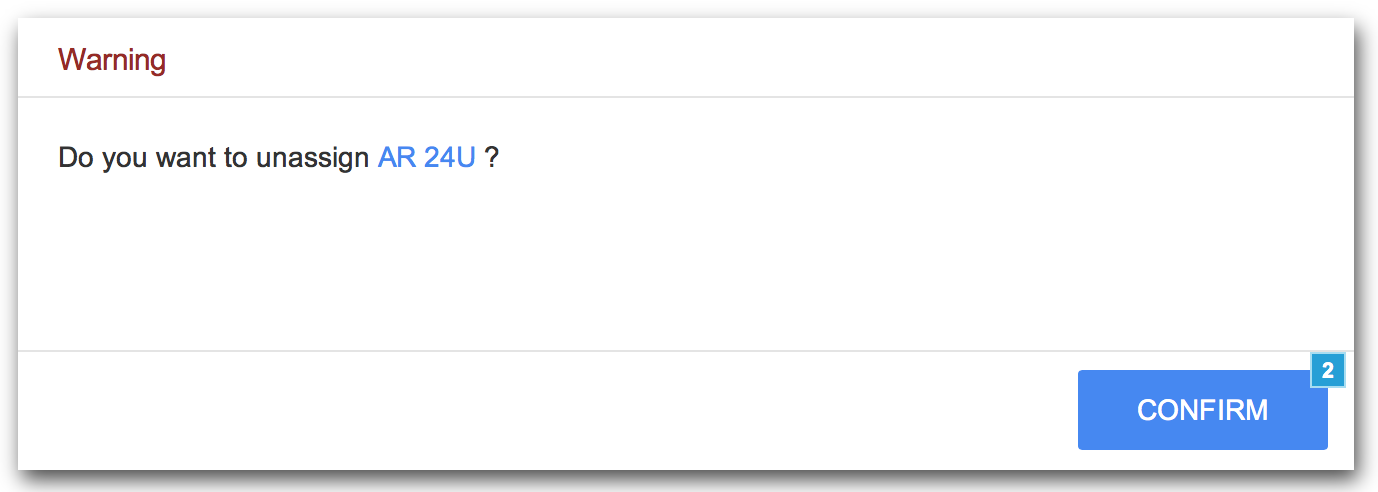 Warning
Do you want to unassign AR 24U ?
2
CONFIRM